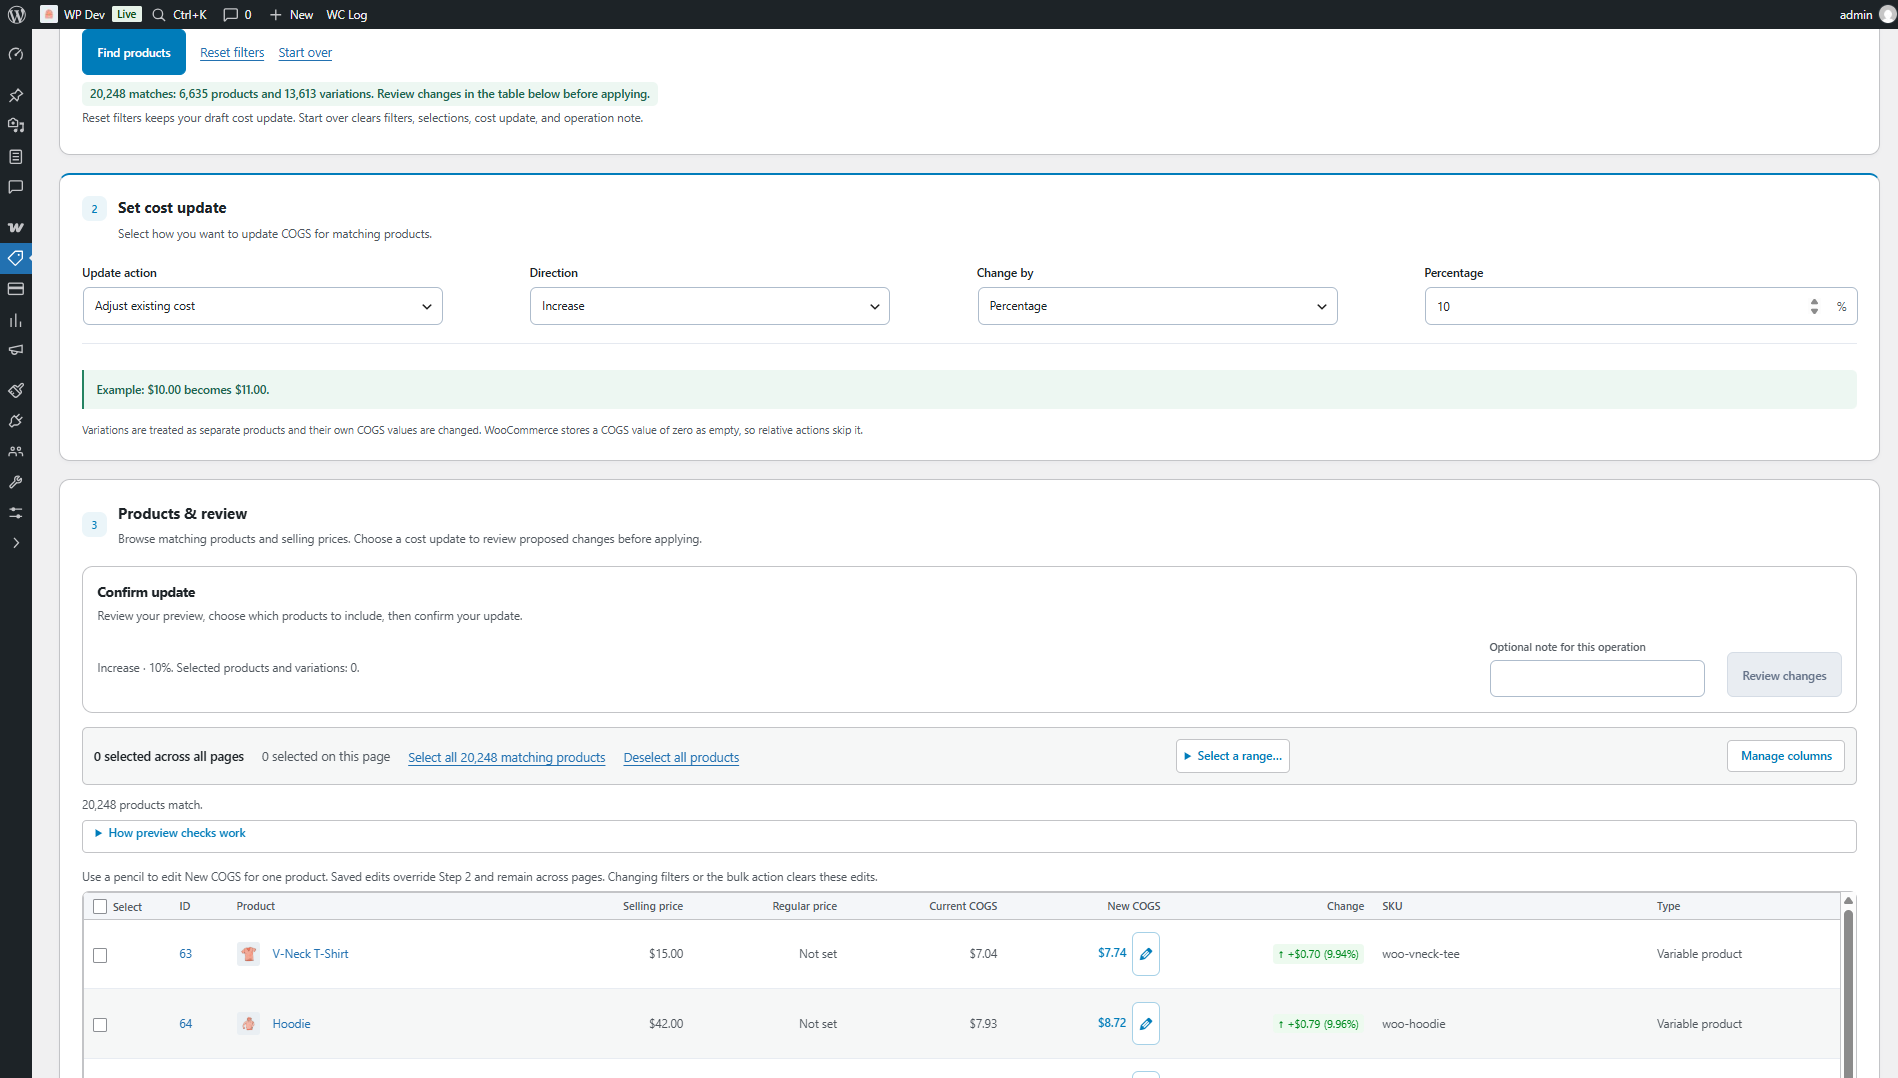 WP Dev Live Ctrl+K 0 New WC Log admin
Find products Reset filters Start over
20,248 matches: 6,635 products and 13,613 variations. Review changes in the table below before applying.
Reset filters keeps your draft cost update. Start over clears filters, selections, cost update, and operation note.
2 Set cost update
Select how you want to update COGS for matching products.
Update action Direction Change by Percentage
Adjust existing cost Increase Percentage 10 %
Example: $10.00 becomes $11.00.
Variations are treated as separate products and their own COGS values are changed. WooCommerce stores a COGS value of zero as empty, so relative actions skip it.
3 Products & review
Browse matching products and selling prices. Choose a cost update to review proposed changes before applying.
Confirm update
Review your preview, choose which products to include, then confirm your update.
Optional note for this operation
Increase · 10%. Selected products and variations: 0.
Review changes
0 selected across all pages 0 selected on this page Select all 20,248 matching products Deselect all products Select a range... Manage columns
20,248 products match.
How preview checks work
Use a pencil to edit New COGS for one product. Saved edits override Step 2 and remain across pages. Changing filters or the bulk action clears these edits.
Select ID Product Selling price Regular price Current COGS New COGS Change SKU Type
63 V-Neck T-Shirt $15.00 Not set $7.04 $7.74 ↑ +$0.70 (9.94%) woo-vneck-tee Variable product
64 Hoodie $42.00 Not set $7.93 $8.72 ↑ +$0.79 (9.96%) woo-hoodie Variable product